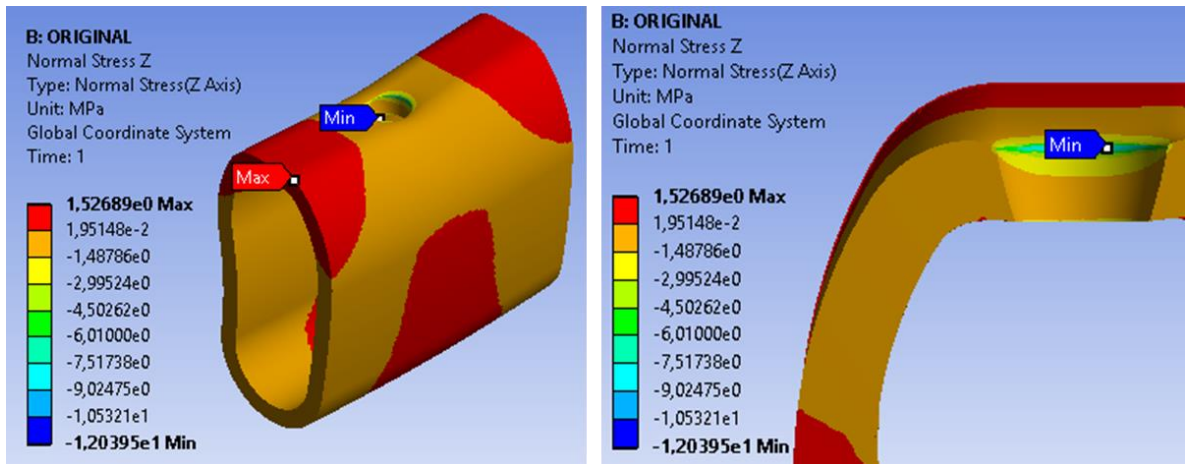 B: ORIGINAL
Normal Stress Z
Type: Normal Stress(Z Axis)
Unit: MPa
Global Coordinate System
Time: 1
Min
Max
1,52689e0 Max
1,95148e-2
-1,48786e0
-2,99524e0
-4,50262e0
-6,01000e0
-7,51738e0
-9,02475e0
-1,05321e1
-1,20395e1 Min
B: ORIGINAL
Normal Stress Z
Type: Normal Stress(Z Axis)
Unit: MPa
Global Coordinate System
Time: 1
Min
1,52689e0 Max
1,95148e-2
-1,48786e0
-2,99524e0
-4,50262e0
-6,01000e0
-7,51738e0
-9,02475e0
-1,05321e1
-1,20395e1 Min